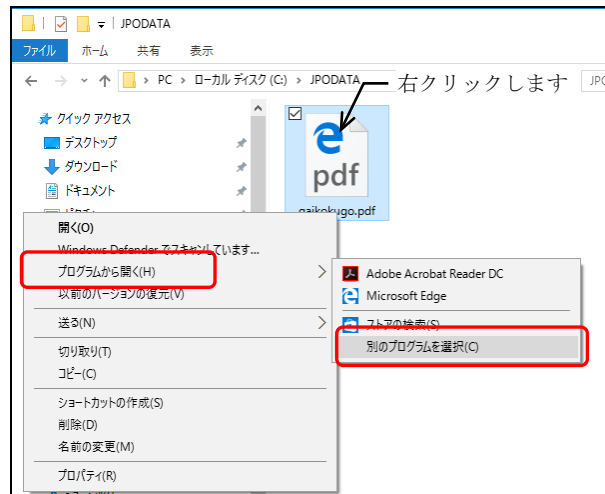 JPODATA
ファイル ホーム 共有 表示
PC › ローカル ディスク (C:) › JPODATA
右クリックします
JPO
クイック アクセス
デスクトップ
ダウンロード
ドキュメント
pdf
gaikokugo.pdf
開く(O)
Windows Defender でスキャンしています...
プログラムから開く(H)
以前のバージョンの復元(V)
送る(N)
切り取り(T)
コピー(C)
ショートカットの作成(S)
削除(D)
名前の変更(M)
プロパティ(R)
Adobe Acrobat Reader DC
Microsoft Edge
ストアの検索(S)
別のプログラムを選択(C)